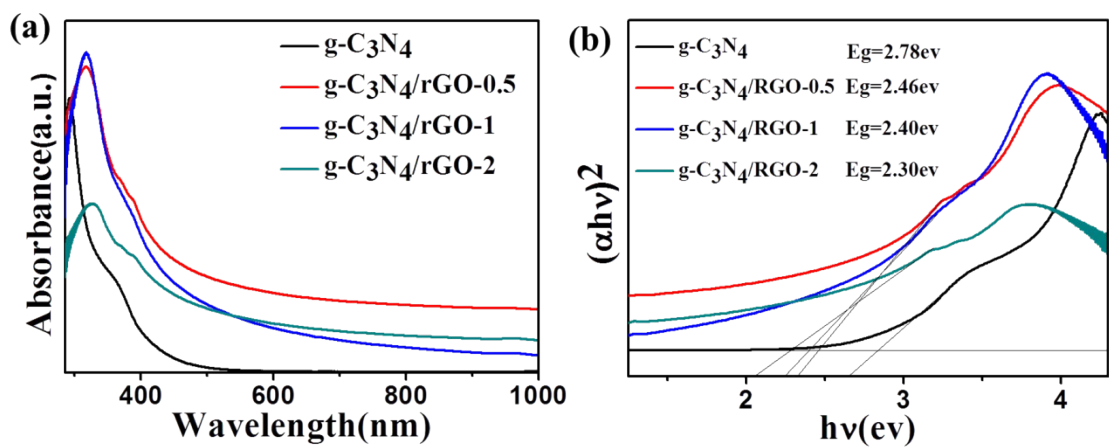 (a)
g-C3N4
g-C3N4/rGO-0.5
g-C3N4/rGO-1
g-C3N4/rGO-2
Absorbance(a.u.)
400 600 800 1000
Wavelength(nm)
(b)
g-C3N4 Eg=2.78ev
g-C3N4/RGO-0.5 Eg=2.46ev
g-C3N4/RGO-1 Eg=2.40ev
g-C3N4/RGO-2 Eg=2.30ev
(αhν)2
2 3 4
hν(ev)